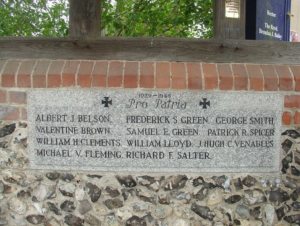 1939-1945
Pro Patria
ALBERT J. BELSON. FREDERICK S. GREEN. GEORGE SMITH
VALENTINE BROWN. SAMUEL E. GREEN. PATRICK R. SPICER
WILLIAM H. CLEMENTS. WILLIAM LLOYD. J. HUGH C. VENABLES
MICHAEL V. FLEMING. RICHARD F. SALTER.